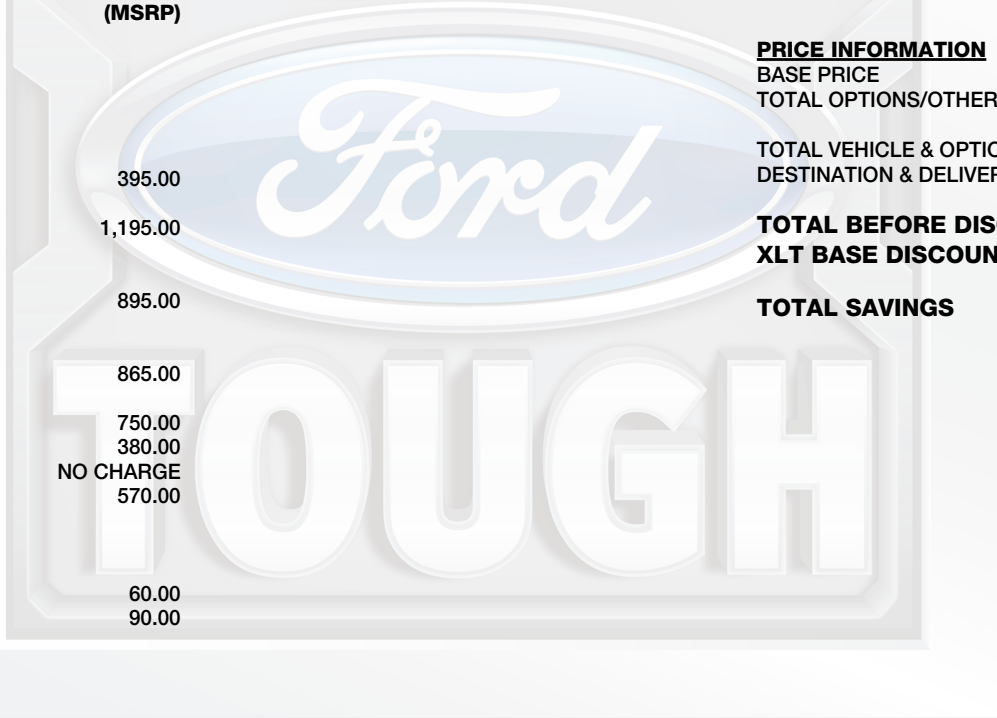 (MSRP)
395.00
1,195.00
895.00
865.00
750.00
380.00
NO CHARGE
570.00
60.00
90.00
PRICE INFORMATION
BASE PRICE
TOTAL OPTIONS/OTHER
TOTAL VEHICLE & OPTIO
DESTINATION & DELIVER
TOTAL BEFORE DIS
XLT BASE DISCOUN
TOTAL SAVINGS
Ford
TOUGH